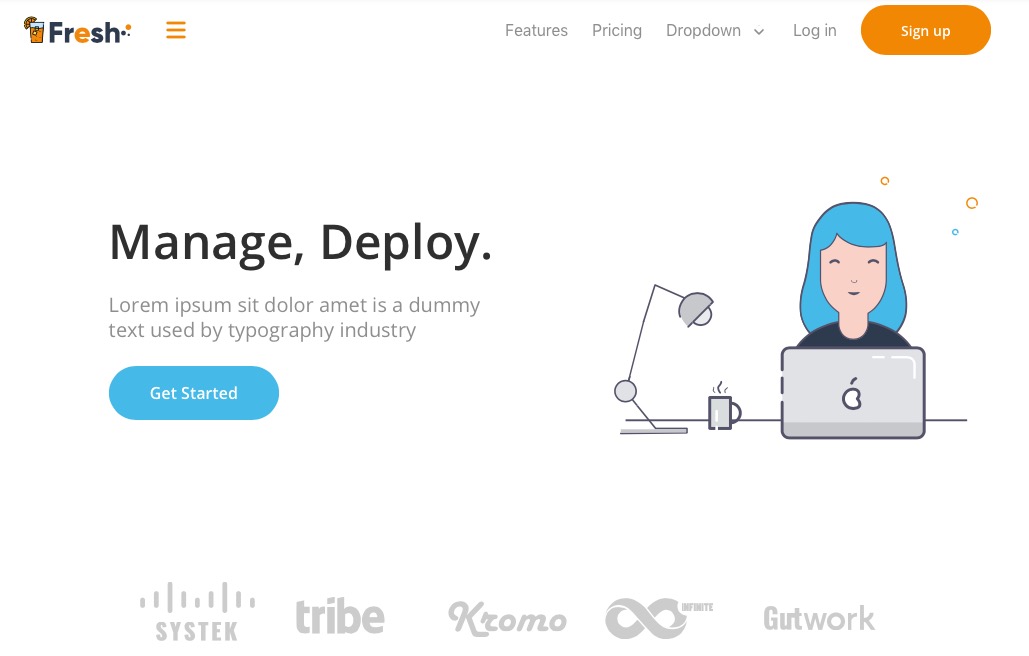 Fresh
Features
Pricing
Dropdown
Log in
Sign up
Manage, Deploy.
Lorem ipsum sit dolor amet is a dummy
text used by typography industry
Get Started
SYSTEK
tribe
Kromo
INFINITE
Gutwork